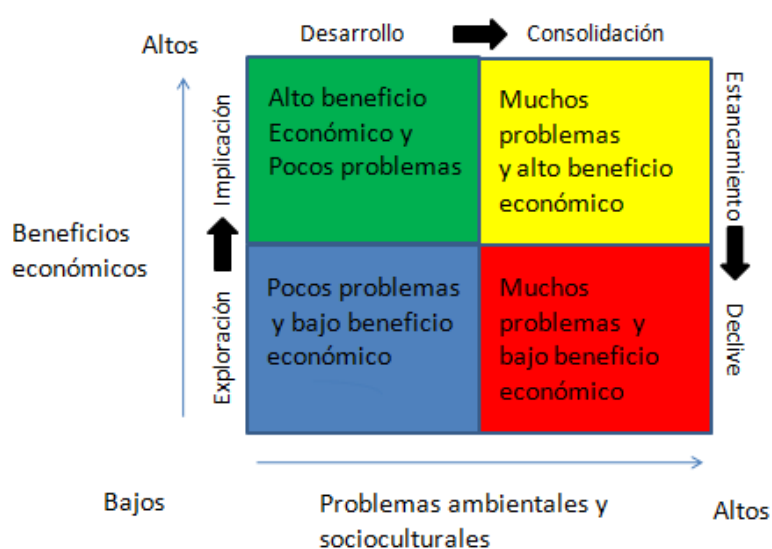 Altos
Desarrollo
Consolidación
Alto beneficio
Económico y
Pocos problemas
Muchos
problemas
y alto beneficio
económico
Implicación
Estancamiento
Beneficios
económicos
Pocos problemas
y bajo beneficio
económico
Muchos
problemas y
bajo beneficio
económico
Exploración
Declive
Bajos
Problemas ambientales y
socioculturales
Altos